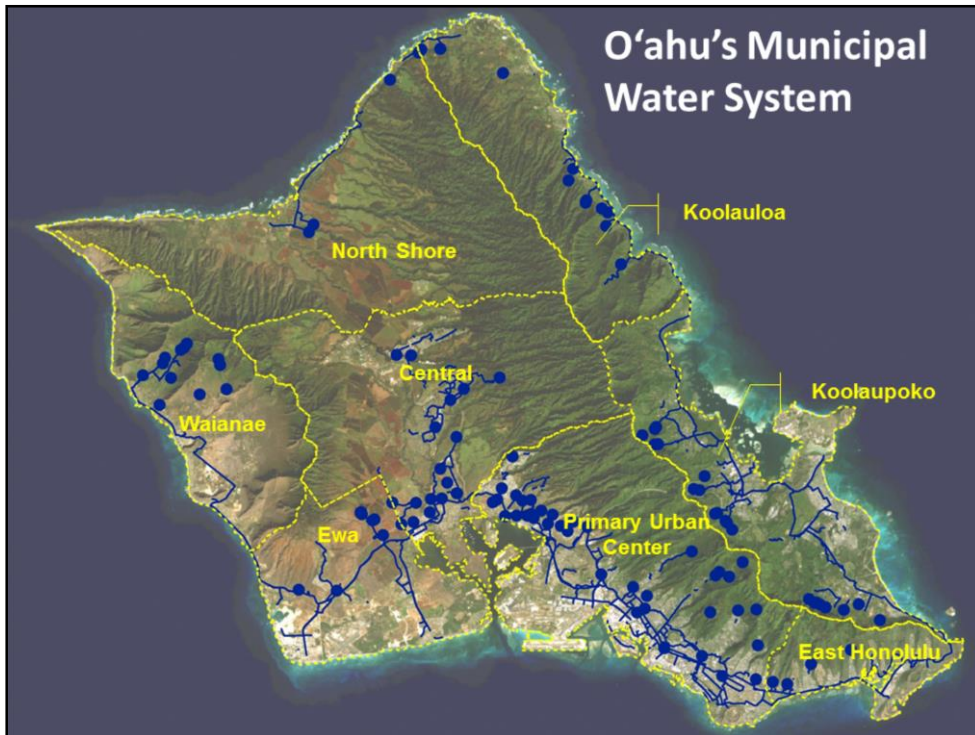 O‘ahu’s Municipal
Water System
Koolauloa
North Shore
Koolaupoko
Central
Waianae
Ewa
Primary Urban
Center
East Honolulu